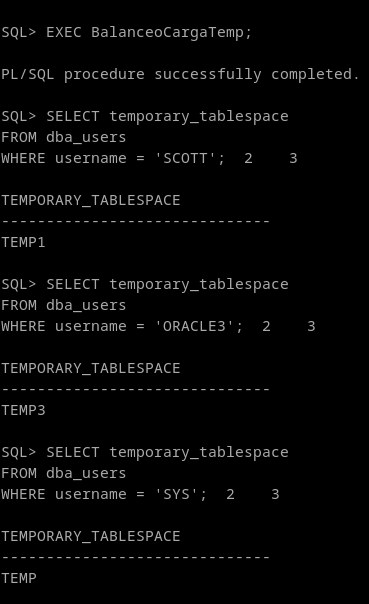 SQL> EXEC BalanceoCargaTemp;
PL/SQL procedure successfully completed.
SQL> SELECT temporary_tablespace
FROM dba_users
WHERE username = 'SCOTT';  2    3
TEMPORARY_TABLESPACE
------------------------------
TEMP1
SQL> SELECT temporary_tablespace
FROM dba_users
WHERE username = 'ORACLE3';  2    3
TEMPORARY_TABLESPACE
------------------------------
TEMP3
SQL> SELECT temporary_tablespace
FROM dba_users
WHERE username = 'SYS';  2    3
TEMPORARY_TABLESPACE
------------------------------
TEMP